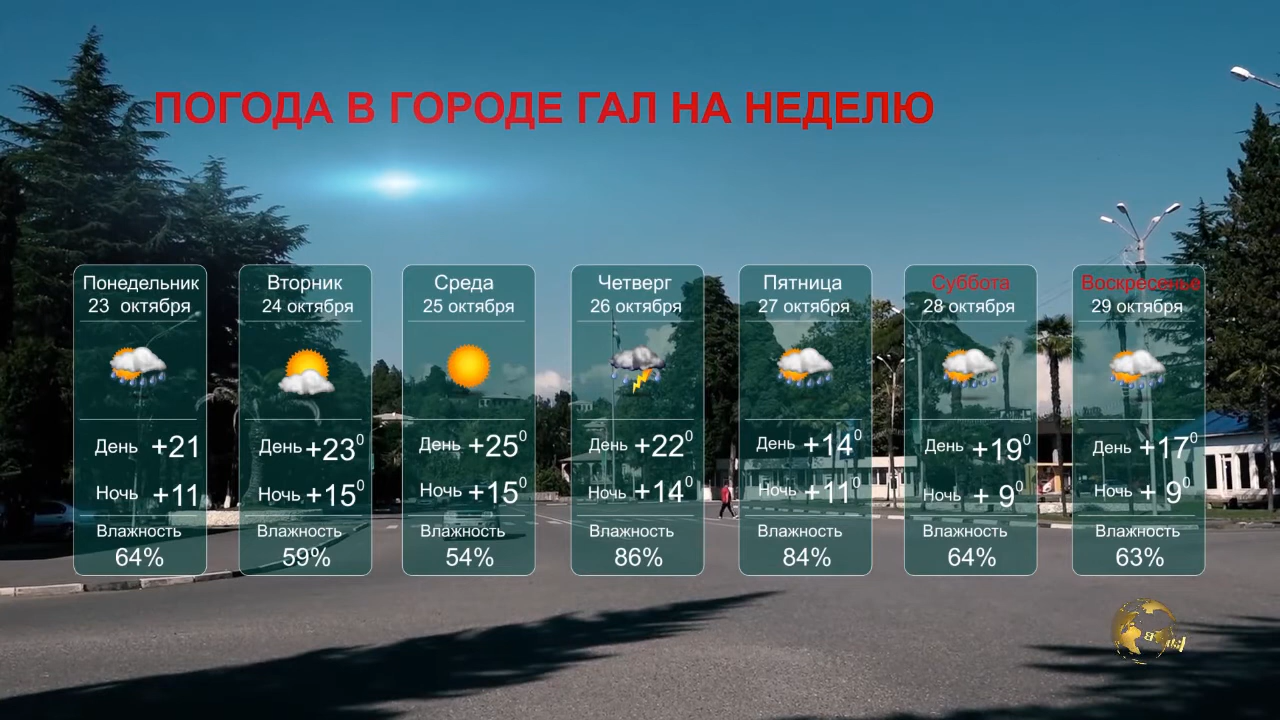 ПОГОДА В ГОРОДЕ ГАЛ НА НЕДЕЛЮ
Понедельник
23 октября
День +21
Ночь +11
Влажность
64%
Вторник
24 октября
День +23⁰
Ночь +15⁰
Влажность
59%
Среда
25 октября
День +25⁰
Ночь +15⁰
Влажность
54%
Четверг
26 октября
День +22⁰
Ночь +14⁰
Влажность
86%
Пятница
27 октября
День +14⁰
Ночь +11⁰
Влажность
84%
Суббота
28 октября
День +19⁰
Ночь + 9⁰
Влажность
64%
Воскресенье
29 октября
День +17⁰
Ночь + 9⁰
Влажность
63%